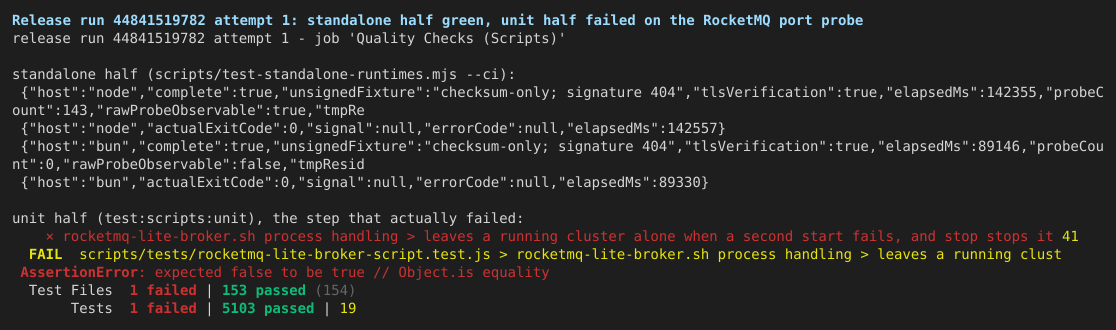 Release run 44841519782 attempt 1: standalone half green, unit half failed on the RocketMQ port probe
release run 44841519782 attempt 1 - job 'Quality Checks (Scripts)'
standalone half (scripts/test-standalone-runtimes.mjs --ci):
{"host":"node","complete":true,"unsignedFixture":"checksum-only; signature 404","tlsVerification":true,"elapsedMs":142355,"probeC
ount":143,"rawProbeObservable":true,"tmpRe
{"host":"node","actualExitCode":0,"signal":null,"errorCode":null,"elapsedMs":142557}
{"host":"bun","complete":true,"unsignedFixture":"checksum-only; signature 404","tlsVerification":true,"elapsedMs":89146,"probeCou
nt":0,"rawProbeObservable":false,"tmpResid
{"host":"bun","actualExitCode":0,"signal":null,"errorCode":null,"elapsedMs":89330}
unit half (test:scripts:unit), the step that actually failed:
× rocketmq-lite-broker.sh process handling > leaves a running cluster alone when a second start fails, and stop stops it 41
FAIL  scripts/tests/rocketmq-lite-broker-script.test.js > rocketmq-lite-broker.sh process handling > leaves a running clust
AssertionError: expected false to be true // Object.is equality
Test Files  1 failed | 153 passed (154)
Tests  1 failed | 5103 passed | 19